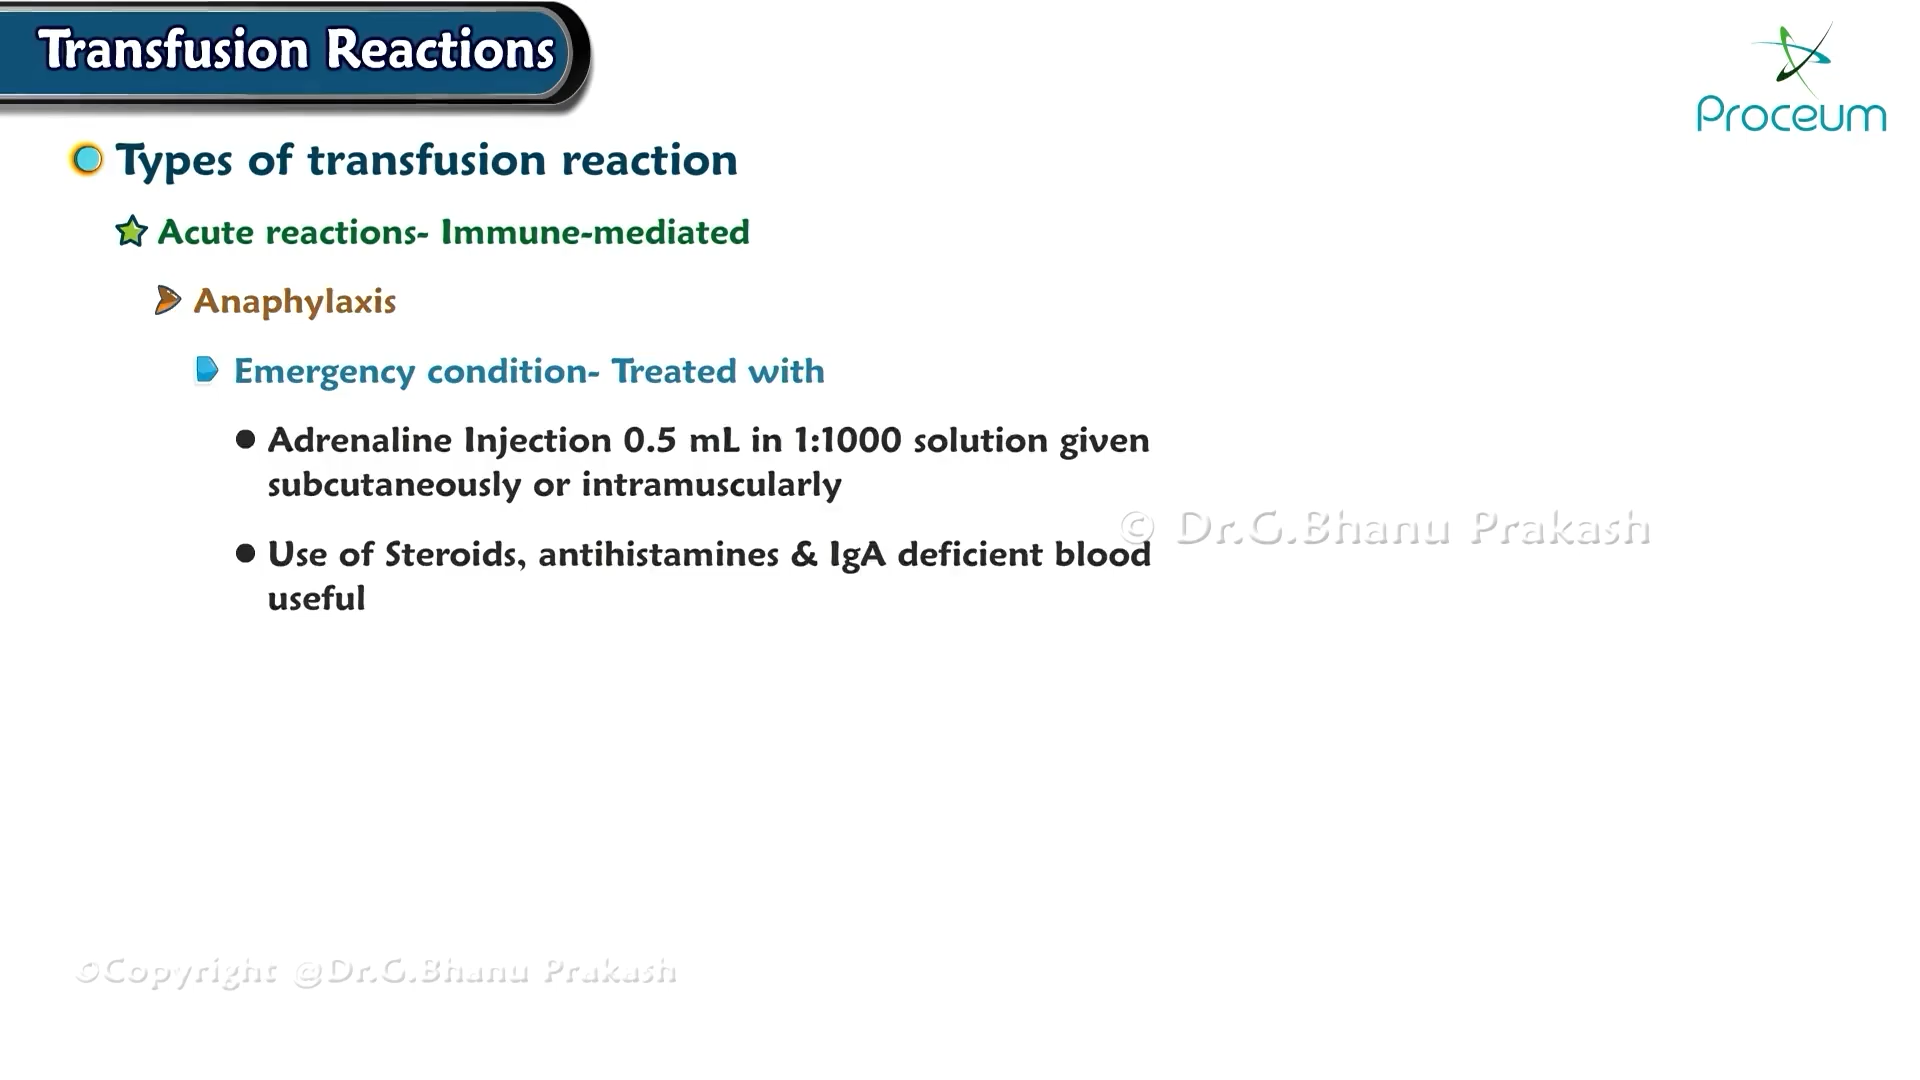 Transfusion Reactions
Proceum
Types of transfusion reaction
Acute reactions- Immune-mediated
Anaphylaxis
Emergency condition- Treated with
Adrenaline Injection 0.5 mL in 1:1000 solution given
subcutaneously or intramuscularly
© Dr.G.Bhanu Prakash
Use of Steroids, antihistamines & IgA deficient blood
useful
©Copyright @Dr.G.Bhanu Prakash